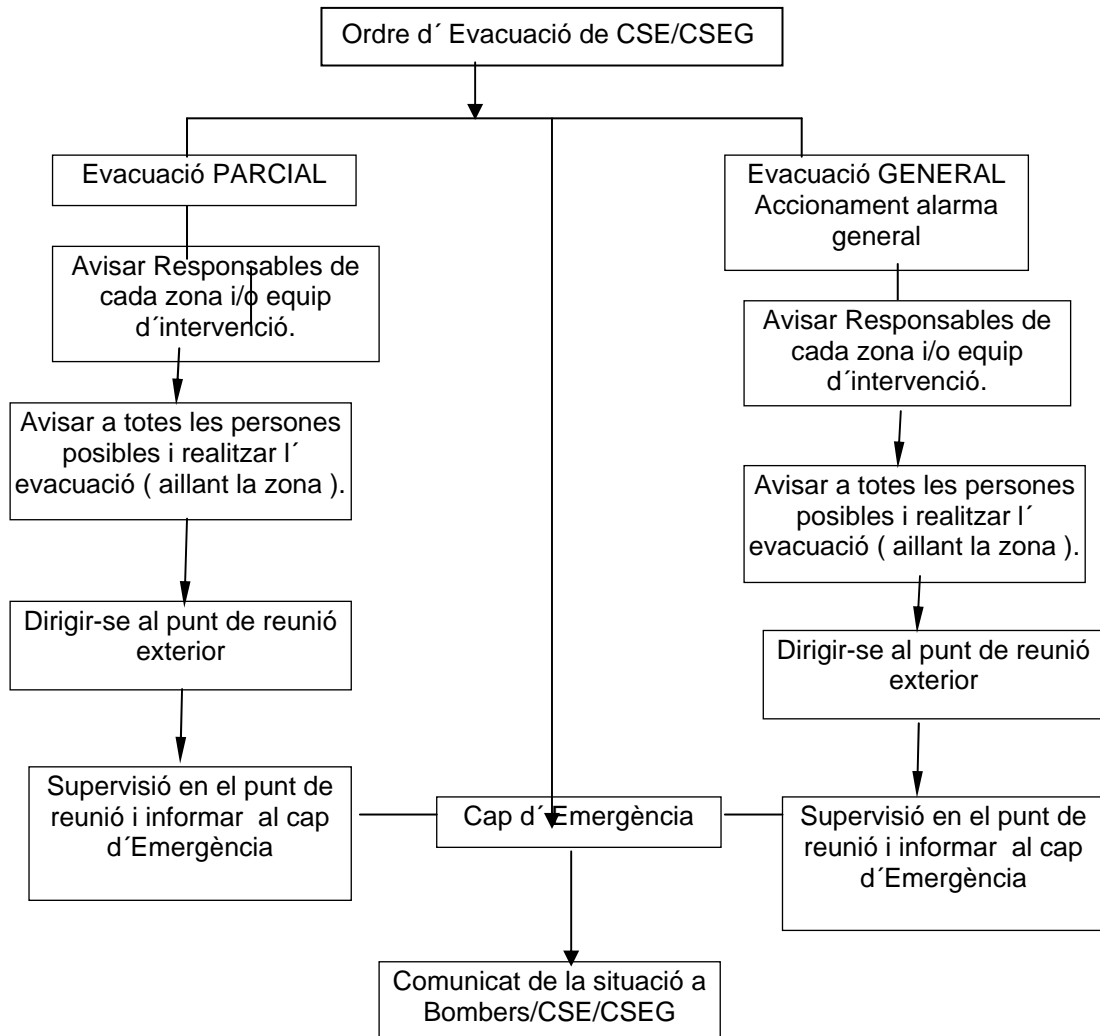 Ordre d´ Evacuació de CSE/CSEG
Evacuació PARCIAL
Avisar Responsables de
cada zona i/o equip
d´intervenció.
Avisar a totes les persones
posibles i realitzar l´
evacuació ( aillant la zona ).
Dirigir-se al punt de reunió
exterior
Supervisió en el punt de
reunió i informar al cap
d´Emergència
Evacuació GENERAL
Accionament alarma
general
Avisar Responsables de
cada zona i/o equip
d´intervenció.
Avisar a totes les persones
posibles i realitzar l´
evacuació ( aillant la zona ).
Dirigir-se al punt de reunió
exterior
Supervisió en el punt de
reunió i informar al cap
d´Emergència
Cap d´ Emergència
Comunicat de la situació a
Bombers/CSE/CSEG